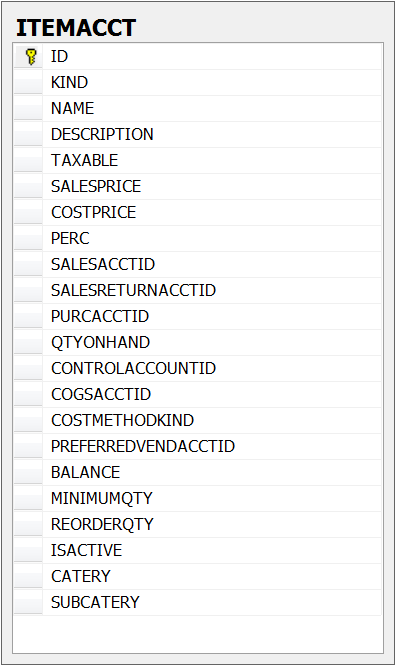 ITEMACCT
ID
KIND
NAME
DESCRIPTION
TAXABLE
SALESPRICE
COSTPRICE
PERC
SALESACCTID
SALESRETURNACCTID
PURCACCTID
QTYONHAND
CONTROLACCOUNTID
COGSACCTID
COSTMETHODKIND
PREFERREDVENDACCTID
BALANCE
MINIMUMQTY
REORDERQTY
ISACTIVE
CATERY
SUBCATERY